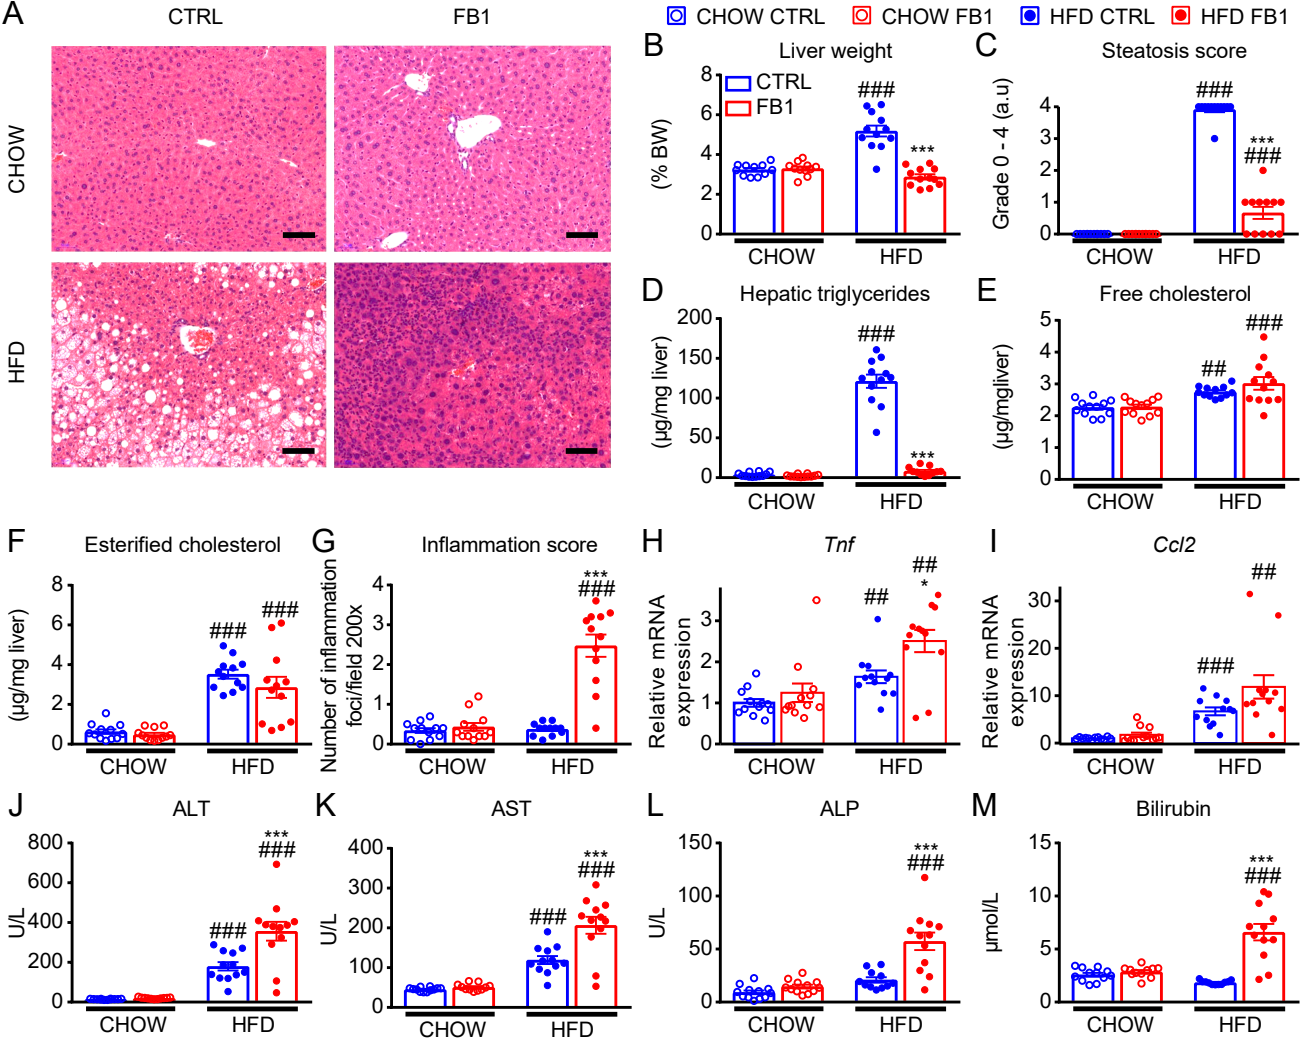 A
CTRL
FB1
CHOW
HFD
CHOW CTRL
CHOW FB1
HFD CTRL
HFD FB1
B
Liver weight
CTRL
FB1
(% BW)
8
6
4
2
0
###
***
CHOW
HFD
C
Steatosis score
Grade 0 - 4 (a.u)
4
3
2
1
0
###
***
###
CHOW
HFD
D
Hepatic triglycerides
(µg/mg liver)
200
150
100
50
0
###
***
CHOW
HFD
E
Free cholesterol
(µg/mgliver)
5
4
3
2
1
0
##
###
CHOW
HFD
F
Esterified cholesterol
(µg/mg liver)
8
6
4
2
0
###
###
CHOW
HFD
G
Inflammation score
Number of inflammation
foci/field 200x
4
3
2
1
0
***
###
CHOW
HFD
H
Tnf
Relative mRNA
expression
3
2
1
0
##
##
*
CHOW
HFD
I
Ccl2
Relative mRNA
expression
30
20
10
0
###
##
CHOW
HFD
J
ALT
U/L
800
600
400
200
0
###
***
###
CHOW
HFD
K
AST
U/L
400
300
200
100
0
###
***
###
CHOW
HFD
L
ALP
U/L
150
100
50
0
***
###
CHOW
HFD
M
Bilirubin
µmol/L
15
10
5
0
***
###
CHOW
HFD